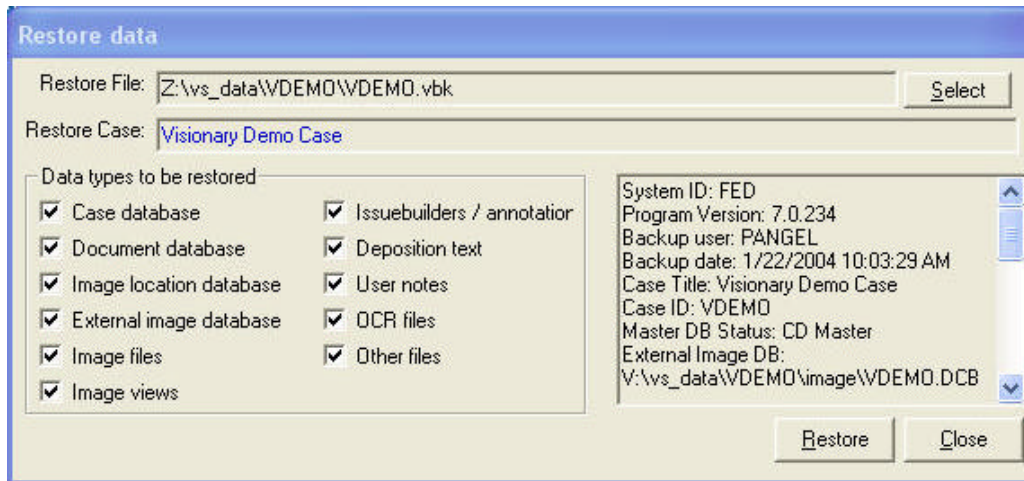 Restore data
Restore File: Z:\vs_data\VDEMO\VDEMO.vbk
Select
Restore Case: Visionary Demo Case
Data types to be restored
Case database
Document database
Image location database
External image database
Image files
Image views
Issuebuilders / annotation
Deposition text
User notes
OCR files
Other files
System ID: FED
Program Version: 7.0.234
Backup user: PANGEL
Backup date: 1/22/2004 10:03:29 AM
Case Title: Visionary Demo Case
Case ID: VDEMO
Master DB Status: CD Master
External Image DB:
V:\vs_data\VDEMO\image\VDEMO.DCB
Restore
Close